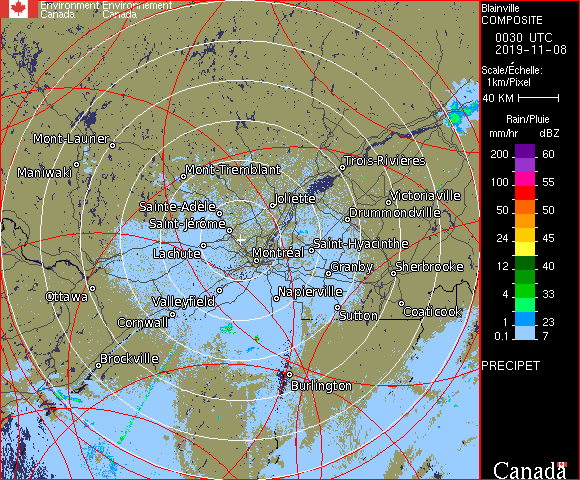 Environment Environnement
Canada Canada
Blainville
COMPOSITE
0030 UTC
2019-11-08
Scale/Échelle:
1km/Pixel
40 KM
Rain/Pluie
mm/hr dBZ
200 60
100 55
50 50
24 45
12 40
4 33
1 23
0.1 7
PRECIPET
Canada
Mont-Laurier
Maniwaki
Mont-Tremblant
Trois-Rivières
Joliette
Victoriaville
Sainte-Adèle
Drummondville
Saint-Jérôme
Saint-Hyacinthe
Lachute
Montréal
Granby
Sherbrooke
Ottawa
Valleyfield
Napierville
Cornwall
Sutton
Coaticook
Brockville
Burlington